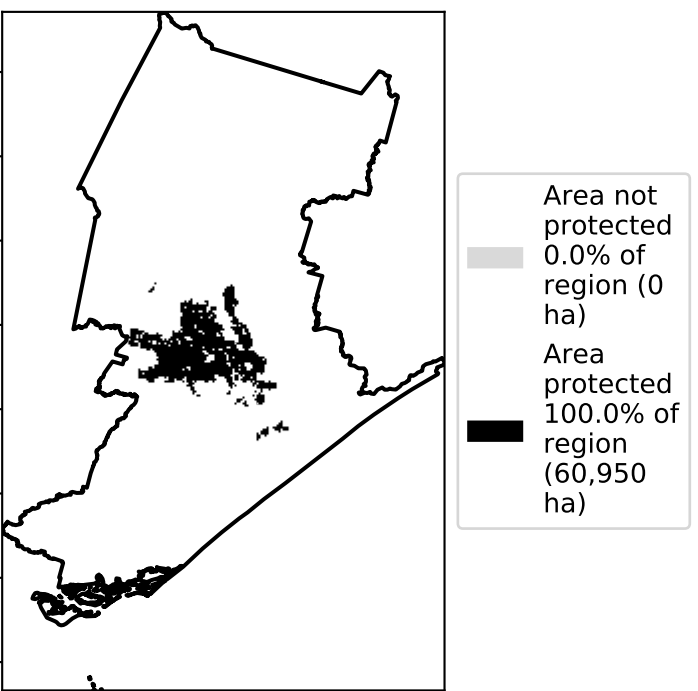 Area not
protected
0.0% of
region (0
ha)
Area
protected
100.0% of
region
(60,950
ha)